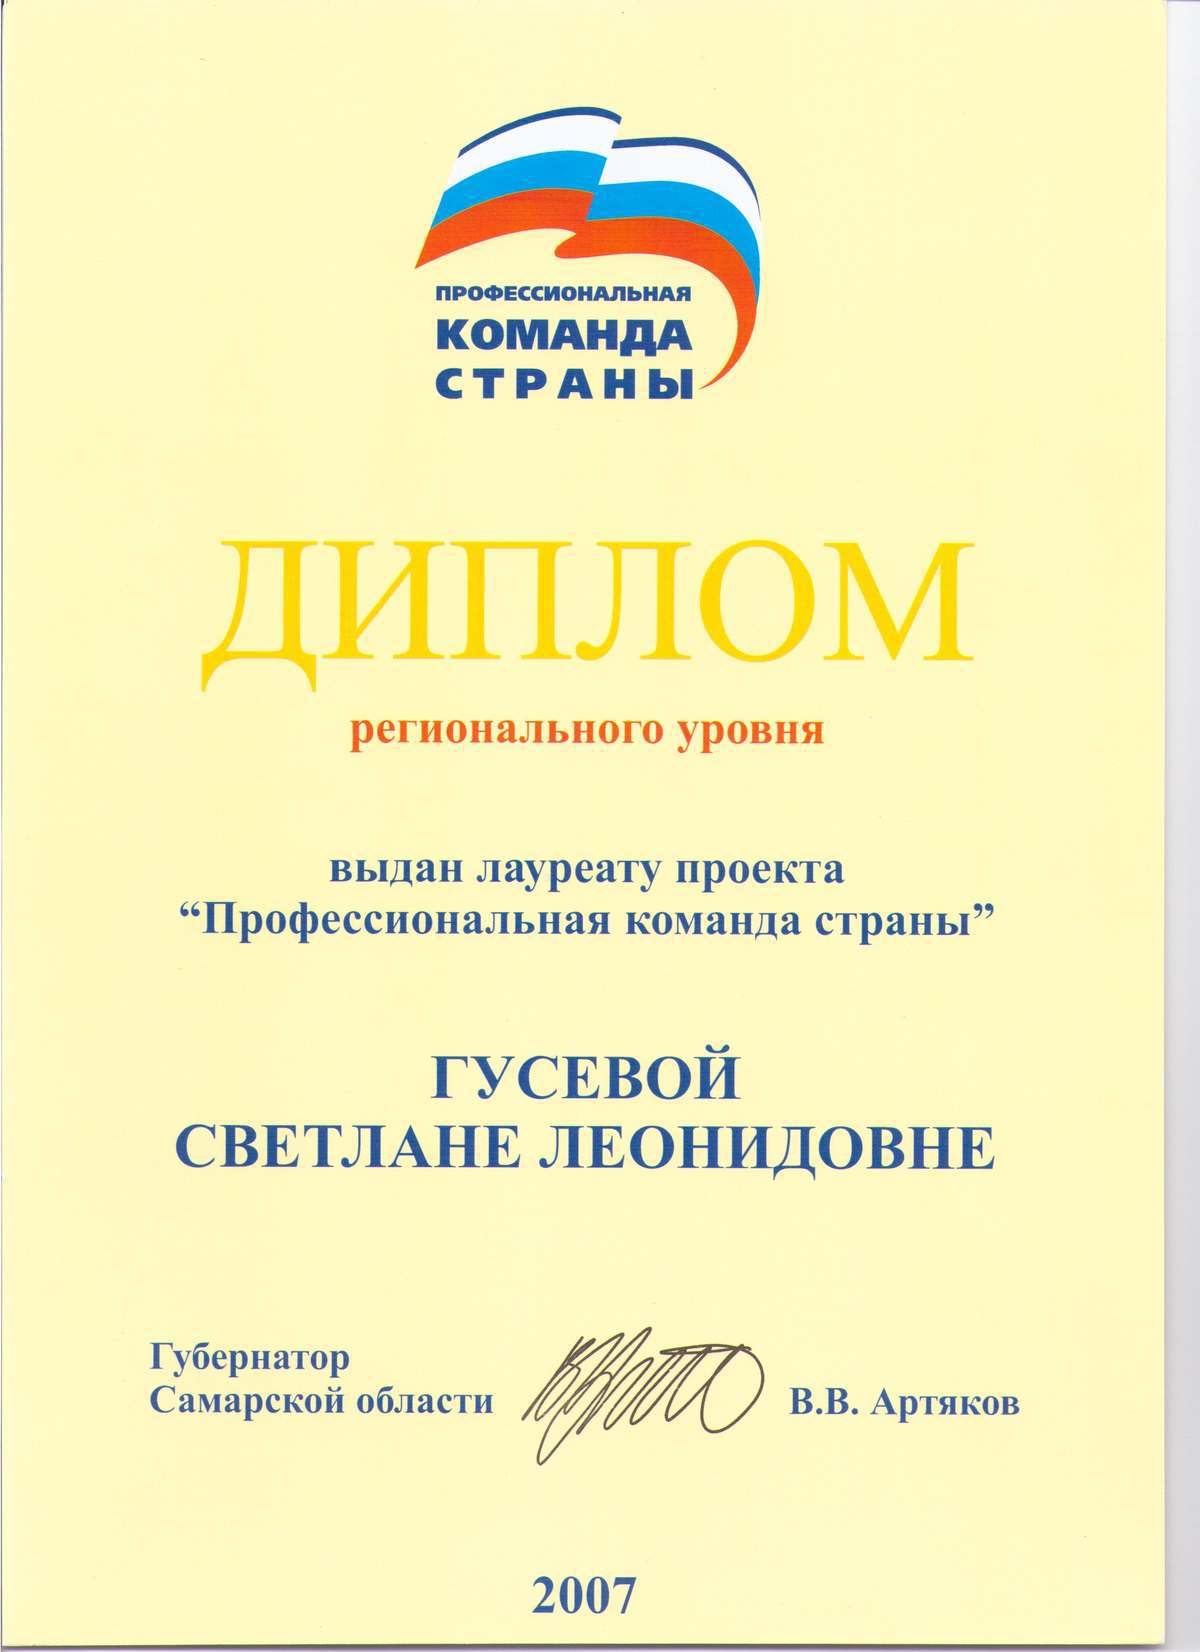 ПРОФЕССИОНАЛЬНАЯ
КОМАНДА
СТРАНЫ
ДИПЛОМ
регионального уровня
выдан лауреату проекта
“Профессиональная команда страны”
ГУСЕВОЙ
СВЕТЛАНЕ ЛЕОНИДОВНЕ
Губернатор
Самарской области
В.В. Артяков
2007